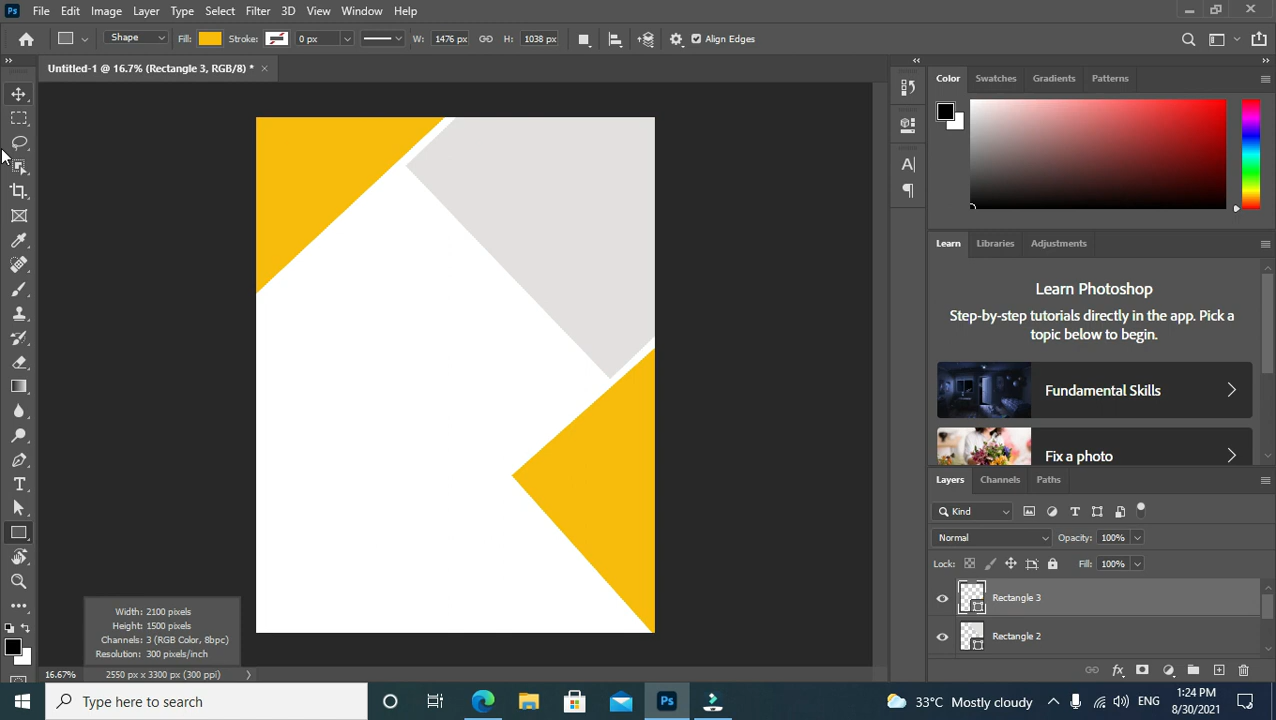 Ps File Edit Image Layer Type Select Filter 3D View Window Help
Shape Fill: Stroke: 0 px W: 1476 px H: 1038 px Align Edges
Untitled-1 @ 16.7% (Rectangle 3, RGB/8) * ×
Color Swatches Gradients Patterns
Learn Libraries Adjustments
Learn Photoshop
Step-by-step tutorials directly in the app. Pick a
topic below to begin.
Fundamental Skills
Fix a photo
Layers Channels Paths
Kind
Normal Opacity: 100%
Lock: Fill: 100%
Rectangle 3
Rectangle 2
Width: 2100 pixels
Height: 1500 pixels
Channels: 3 (RGB Color, 8bpc)
Resolution: 300 pixels/inch
16.67% 2550 px x 3300 px (300 ppi)
Type here to search
Ps
33°C Mostly cloudy
ENG
1:24 PM
8/30/2021